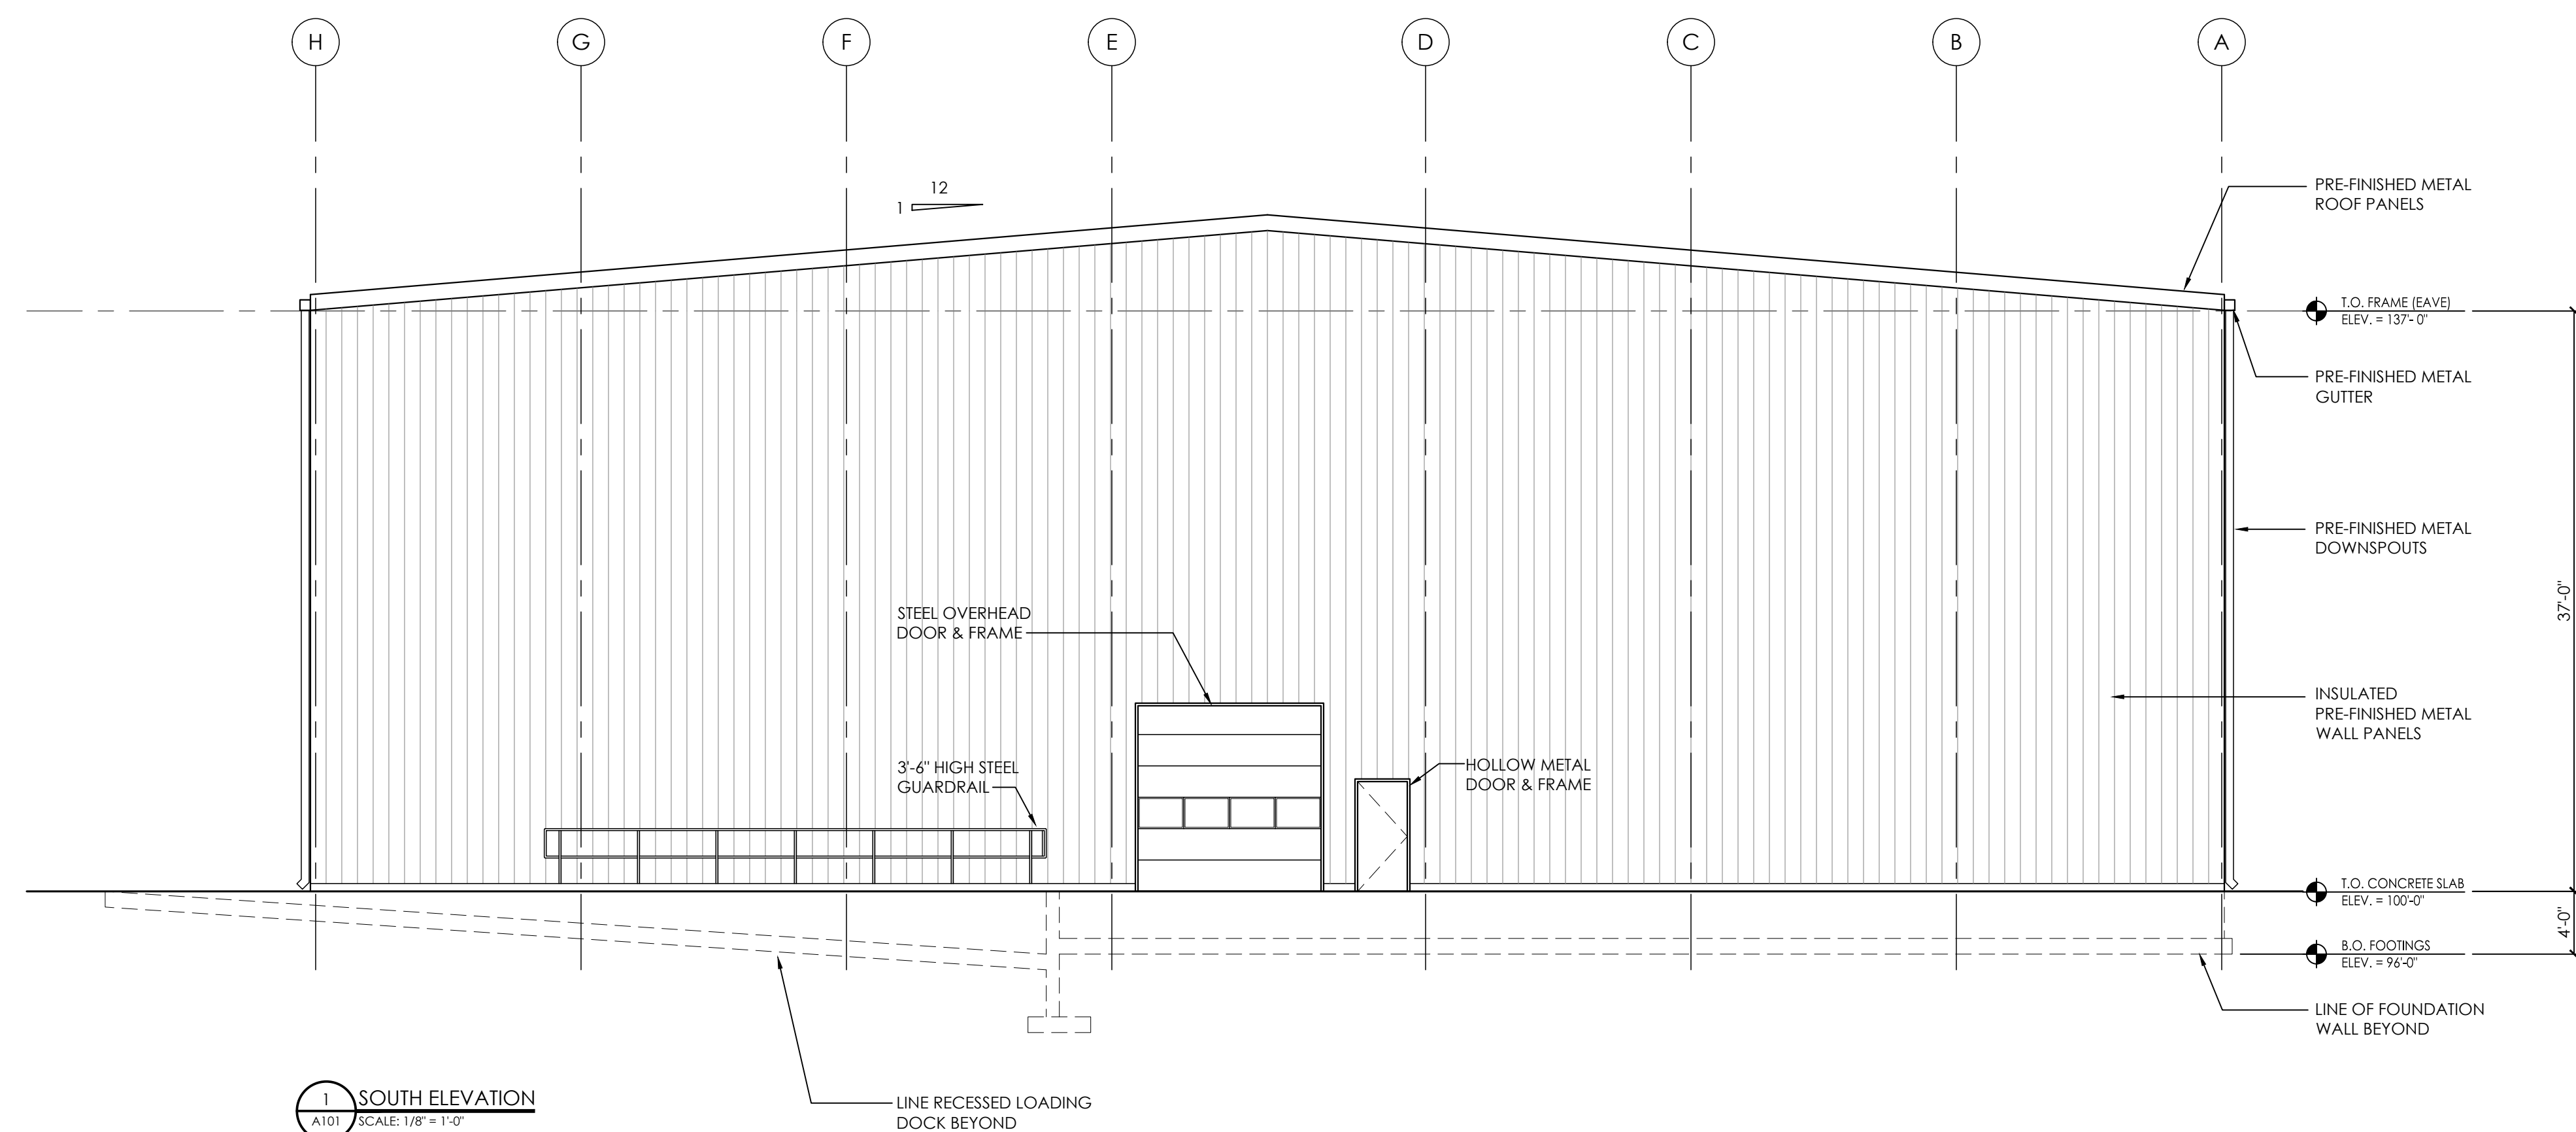 H G F E D C B A
12
1
PRE-FINISHED METAL
ROOF PANELS
T.O. FRAME (EAVE)
ELEV. = 137'- 0"
PRE-FINISHED METAL
GUTTER
PRE-FINISHED METAL
DOWNSPOUTS
37'-0"
STEEL OVERHEAD
DOOR & FRAME
INSULATED
PRE-FINISHED METAL
WALL PANELS
3'-6" HIGH STEEL
GUARDRAIL
HOLLOW METAL
DOOR & FRAME
T.O. CONCRETE SLAB
ELEV. = 100'-0"
4'-0"
B.O. FOOTINGS
ELEV. = 96'-0"
LINE OF FOUNDATION
WALL BEYOND
LINE RECESSED LOADING
DOCK BEYOND
1
A101
SOUTH ELEVATION
SCALE: 1/8" = 1'-0"